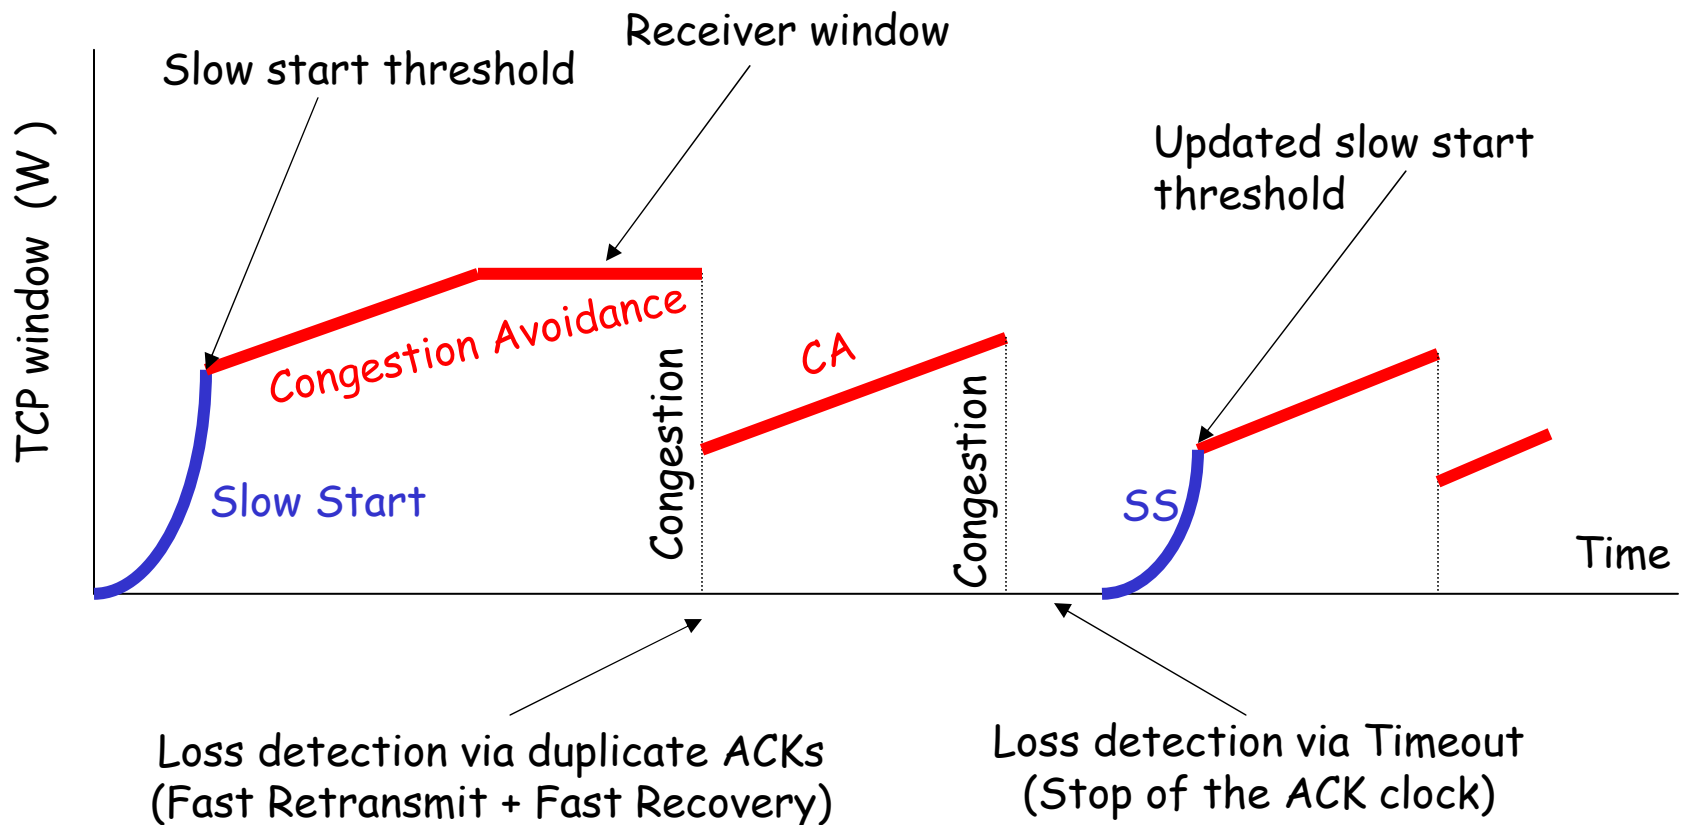 Receiver window
Slow start threshold
Updated slow start
threshold
TCP window (W )
Congestion Avoidance
CA
Congestion
Congestion
Slow Start
SS
Time
Loss detection via duplicate ACKs
(Fast Retransmit + Fast Recovery)
Loss detection via Timeout
(Stop of the ACK clock)